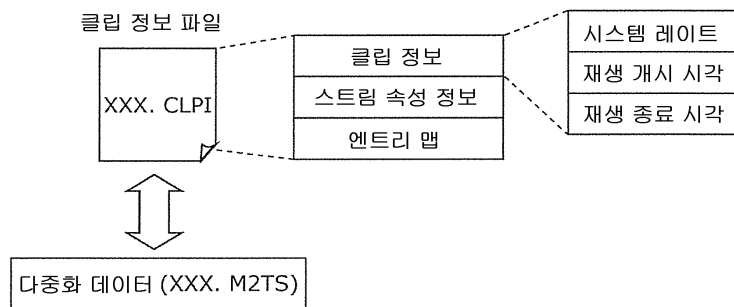 클립 정보 파일
XXX. CLPI
클립 정보
스트림 속성 정보
엔트리 맵
시스템 레이트
재생 개시 시각
재생 종료 시각
다중화 데이터 (XXX. M2TS)